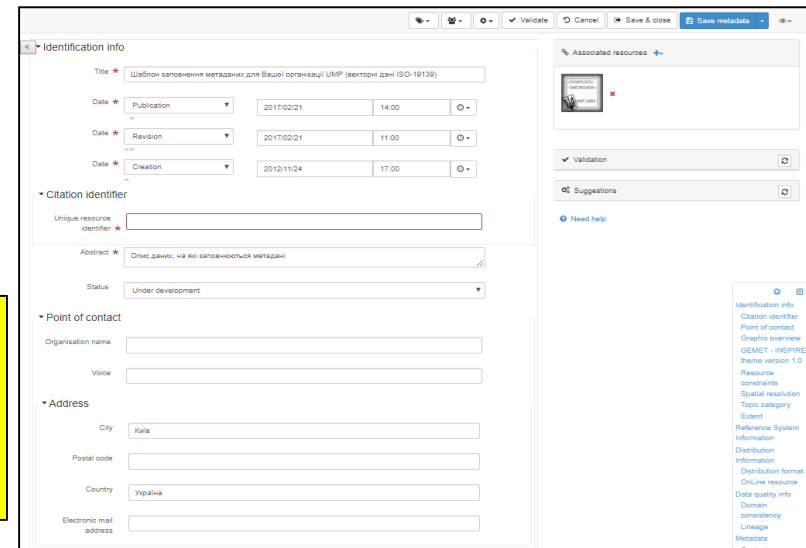 Validate Cancel Save & close Save metadata
« Identification info
Title * Шаблон заповнення метаданих для Вашої організації UMP (векторні дані ISO-19139)
Date * Publication 2017/02/21 14:00
Date * Revision 2017/02/21 11:00
Date * Creation 2012/11/24 17:00
Citation identifier
Unique resource
identifier *
Abstract * Опис даних, на які заповнюються метадані
Status Under development
Point of contact
Organisation name
Voice
Address
City Київ
Postal code
Country Україна
Electronic mail
address
Associated resources
Validation
Suggestions
Need help
Identification info
Citation identifier
Point of contact
Graphic overview
GEMET - INSPIRE
theme version 1.0
Resource
constraints
Spatial resolution
Topic category
Extent
Reference System
Information
Distribution
Information
Distribution format
OnLine resource
Data quality info
Domain
consistency
Lineage
Metadata